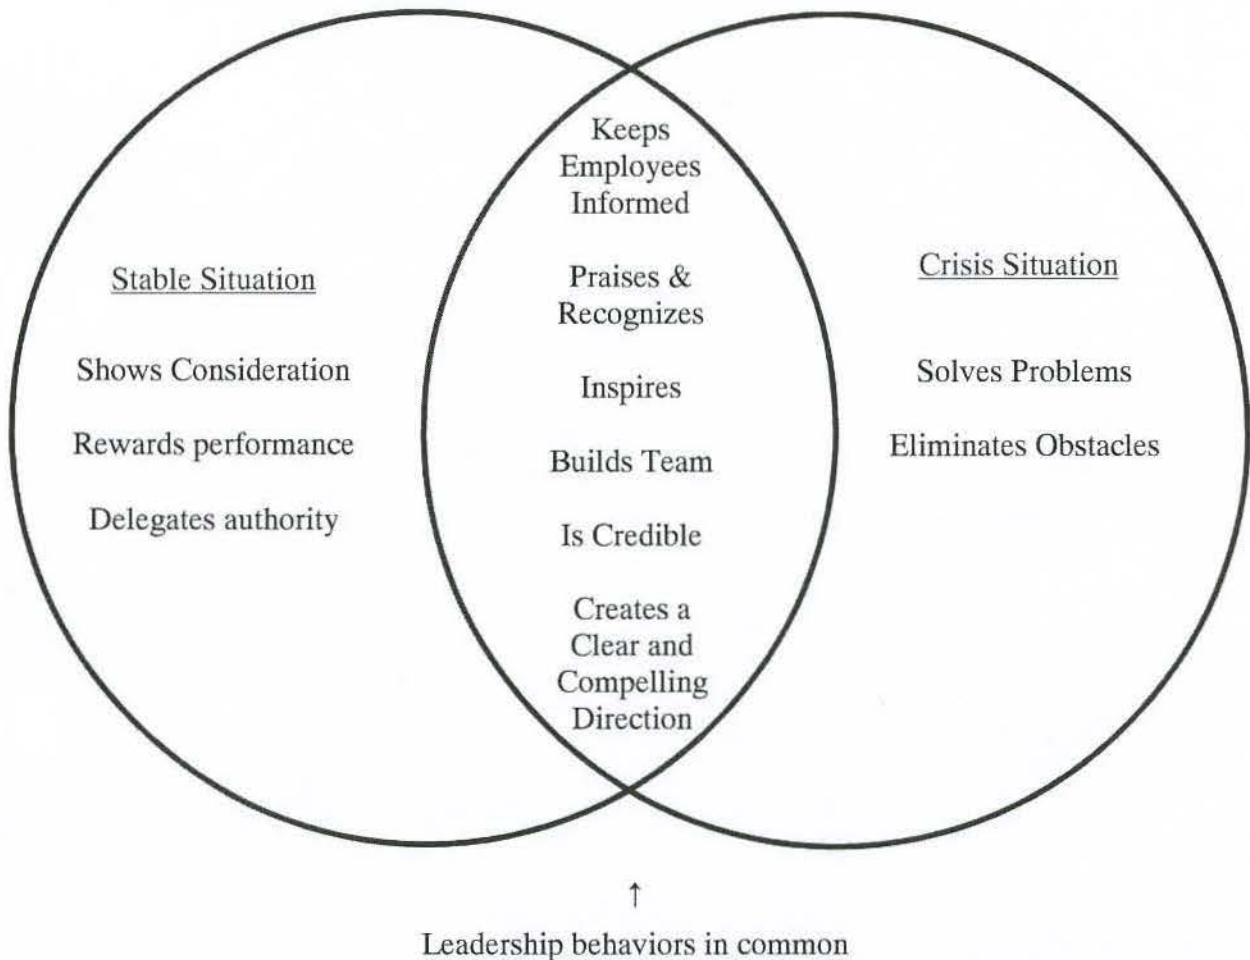 Stable Situation
Shows Consideration
Rewards performance
Delegates authority
Keeps
Employees
Informed
Praises &
Recognizes
Inspires
Builds Team
Is Credible
Creates a
Clear and
Compelling
Direction
Crisis Situation
Solves Problems
Eliminates Obstacles
↑
Leadership behaviors in common